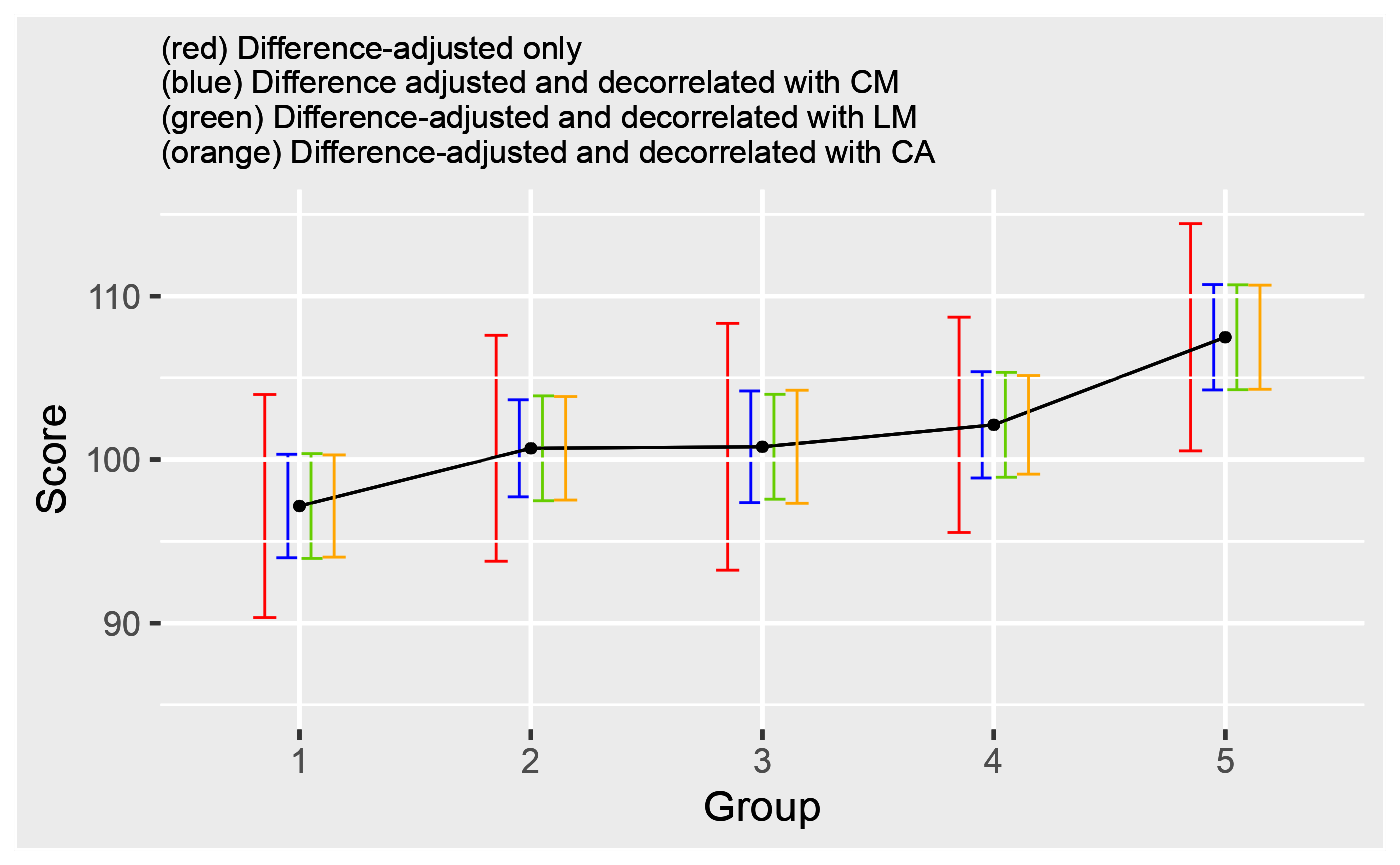 (red) Difference-adjusted only
(blue) Difference adjusted and decorrelated with CM
(green) Difference-adjusted and decorrelated with LM
(orange) Difference-adjusted and decorrelated with CA
110
100
90
Score
1 2 3 4 5
Group